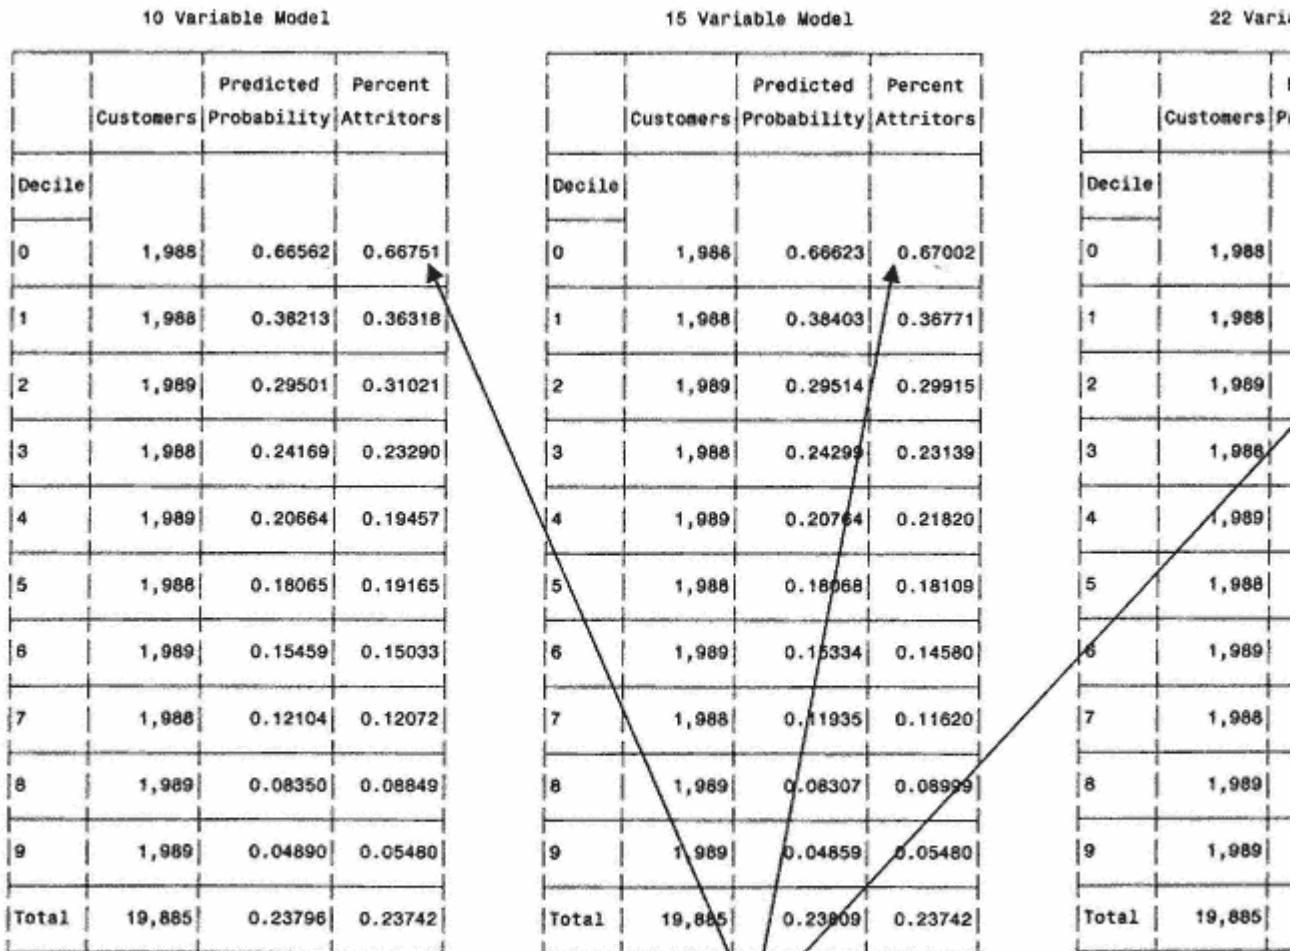 10 Variable Model
Predicted Percent
Customers Probability Attritors
Decile
0 1,988 0.66562 0.66751
1 1,988 0.38213 0.36318
2 1,989 0.29501 0.31021
3 1,988 0.24169 0.23290
4 1,989 0.20664 0.19457
5 1,988 0.18065 0.19165
6 1,989 0.15459 0.15033
7 1,988 0.12104 0.12072
8 1,989 0.08350 0.08849
9 1,989 0.04890 0.05480
Total 19,885 0.23796 0.23742
15 Variable Model
Predicted Percent
Customers Probability Attritors
Decile
0 1,988 0.66623 0.67002
1 1,988 0.38403 0.36771
2 1,989 0.29514 0.29915
3 1,988 0.24299 0.23139
4 1,989 0.20764 0.21820
5 1,988 0.18068 0.18109
6 1,989 0.15334 0.14580
7 1,988 0.11935 0.11620
8 1,989 0.08307 0.08999
9 1,989 0.04859 0.05480
Total 19,885 0.23809 0.23742
22 Varia
Customers
Decile
0 1,988
1 1,988
2 1,989
3 1,988
4 1,989
5 1,988
6 1,989
7 1,988
8 1,989
9 1,989
Total 19,885